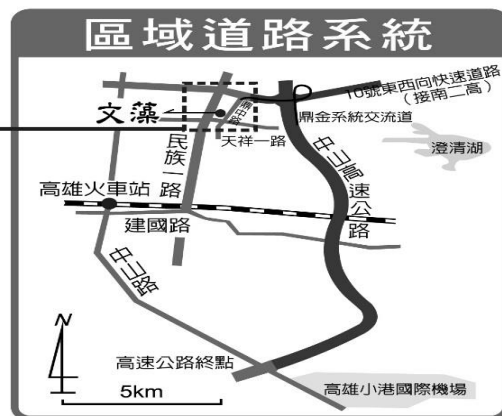 區域道路系統
10號東西向快速道路
(接南二高)
文藻
鼎中路
鼎金系統交流道
天祥一路
澄清湖
民族一路
中山高速公路
高雄火車站
建國路
中山路
N
高速公路終點
5km
高雄小港國際機場